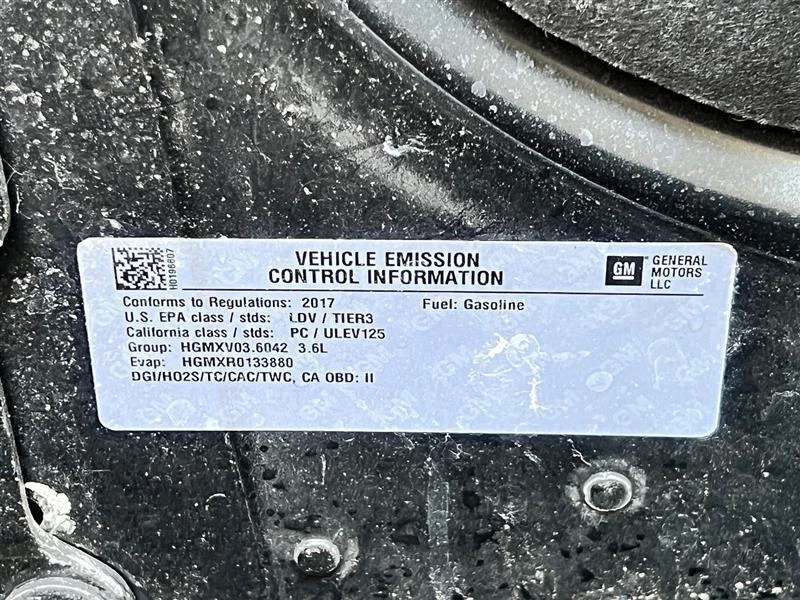 VEHICLE EMISSION
CONTROL INFORMATION
GM
GENERAL
MOTORS
LLC
H0196607
Conforms to Regulations: 2017
Fuel: Gasoline
U.S. EPA class / stds: LDV / TIER3
California class / stds: PC / ULEV125
Group: HGMXV03.6042 3.6L
Evap: HGMXR0133880
DGI/HO2S/TC/CAC/TWC, CA OBD: II